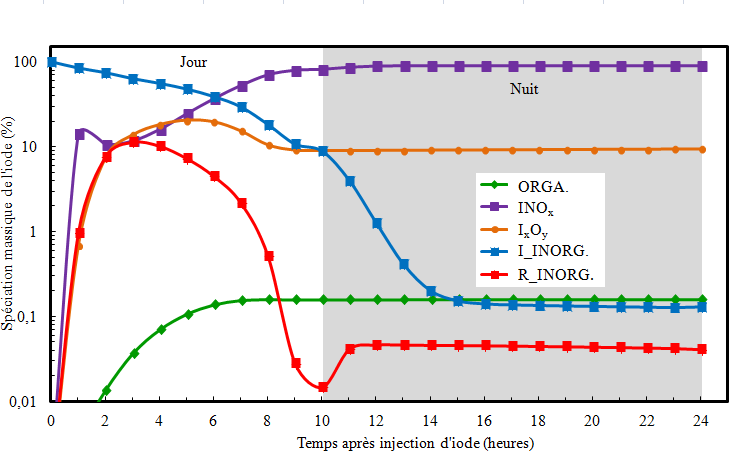 100
10
1
0,1
0,01
Spéciation massique de l'iode (%)
Jour
Nuit
ORGA.
INOx
IxOy
I_INORG.
R_INORG.
0 2 4 6 8 10 12 14 16 18 20 22 24
Temps après injection d'iode (heures)